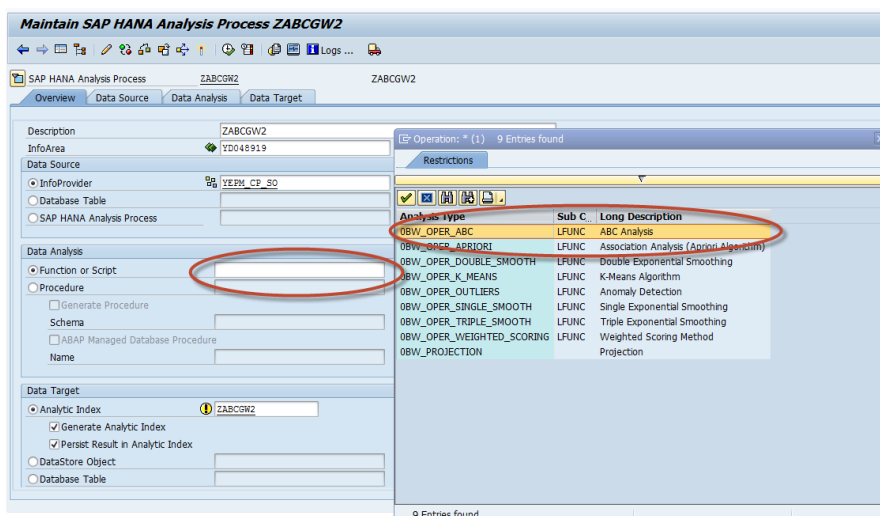 Maintain SAP HANA Analysis Process ZABCGW2
Logs ...
SAP HANA Analysis Process ZABCGW2 ZABCGW2
Overview Data Source Data Analysis Data Target
Description ZABCGW2
InfoArea YD048919
Data Source
InfoProvider YEPM_CP_SO
Database Table
SAP HANA Analysis Process
Data Analysis
Function or Script
Procedure
Generate Procedure
Schema
ABAP Managed Database Procedure
Name
Data Target
Analytic Index ZABCGW2
Generate Analytic Index
Persist Result in Analytic Index
DataStore Object
Database Table
Operation: * (1) 9 Entries found
Restrictions
Analysis Type Sub C... Long Description
0BW_OPER_ABC LFUNC ABC Analysis
0BW_OPER_APRIORI LFUNC Association Analysis (Apriori Algorithm)
0BW_OPER_DOUBLE_SMOOTH LFUNC Double Exponential Smoothing
0BW_OPER_K_MEANS LFUNC K-Means Algorithm
0BW_OPER_OUTLIERS LFUNC Anomaly Detection
0BW_OPER_SINGLE_SMOOTH LFUNC Single Exponential Smoothing
0BW_OPER_TRIPLE_SMOOTH LFUNC Triple Exponential Smoothing
0BW_OPER_WEIGHTED_SCORING LFUNC Weighted Scoring Method
0BW_PROJECTION Projection
9 Entries found